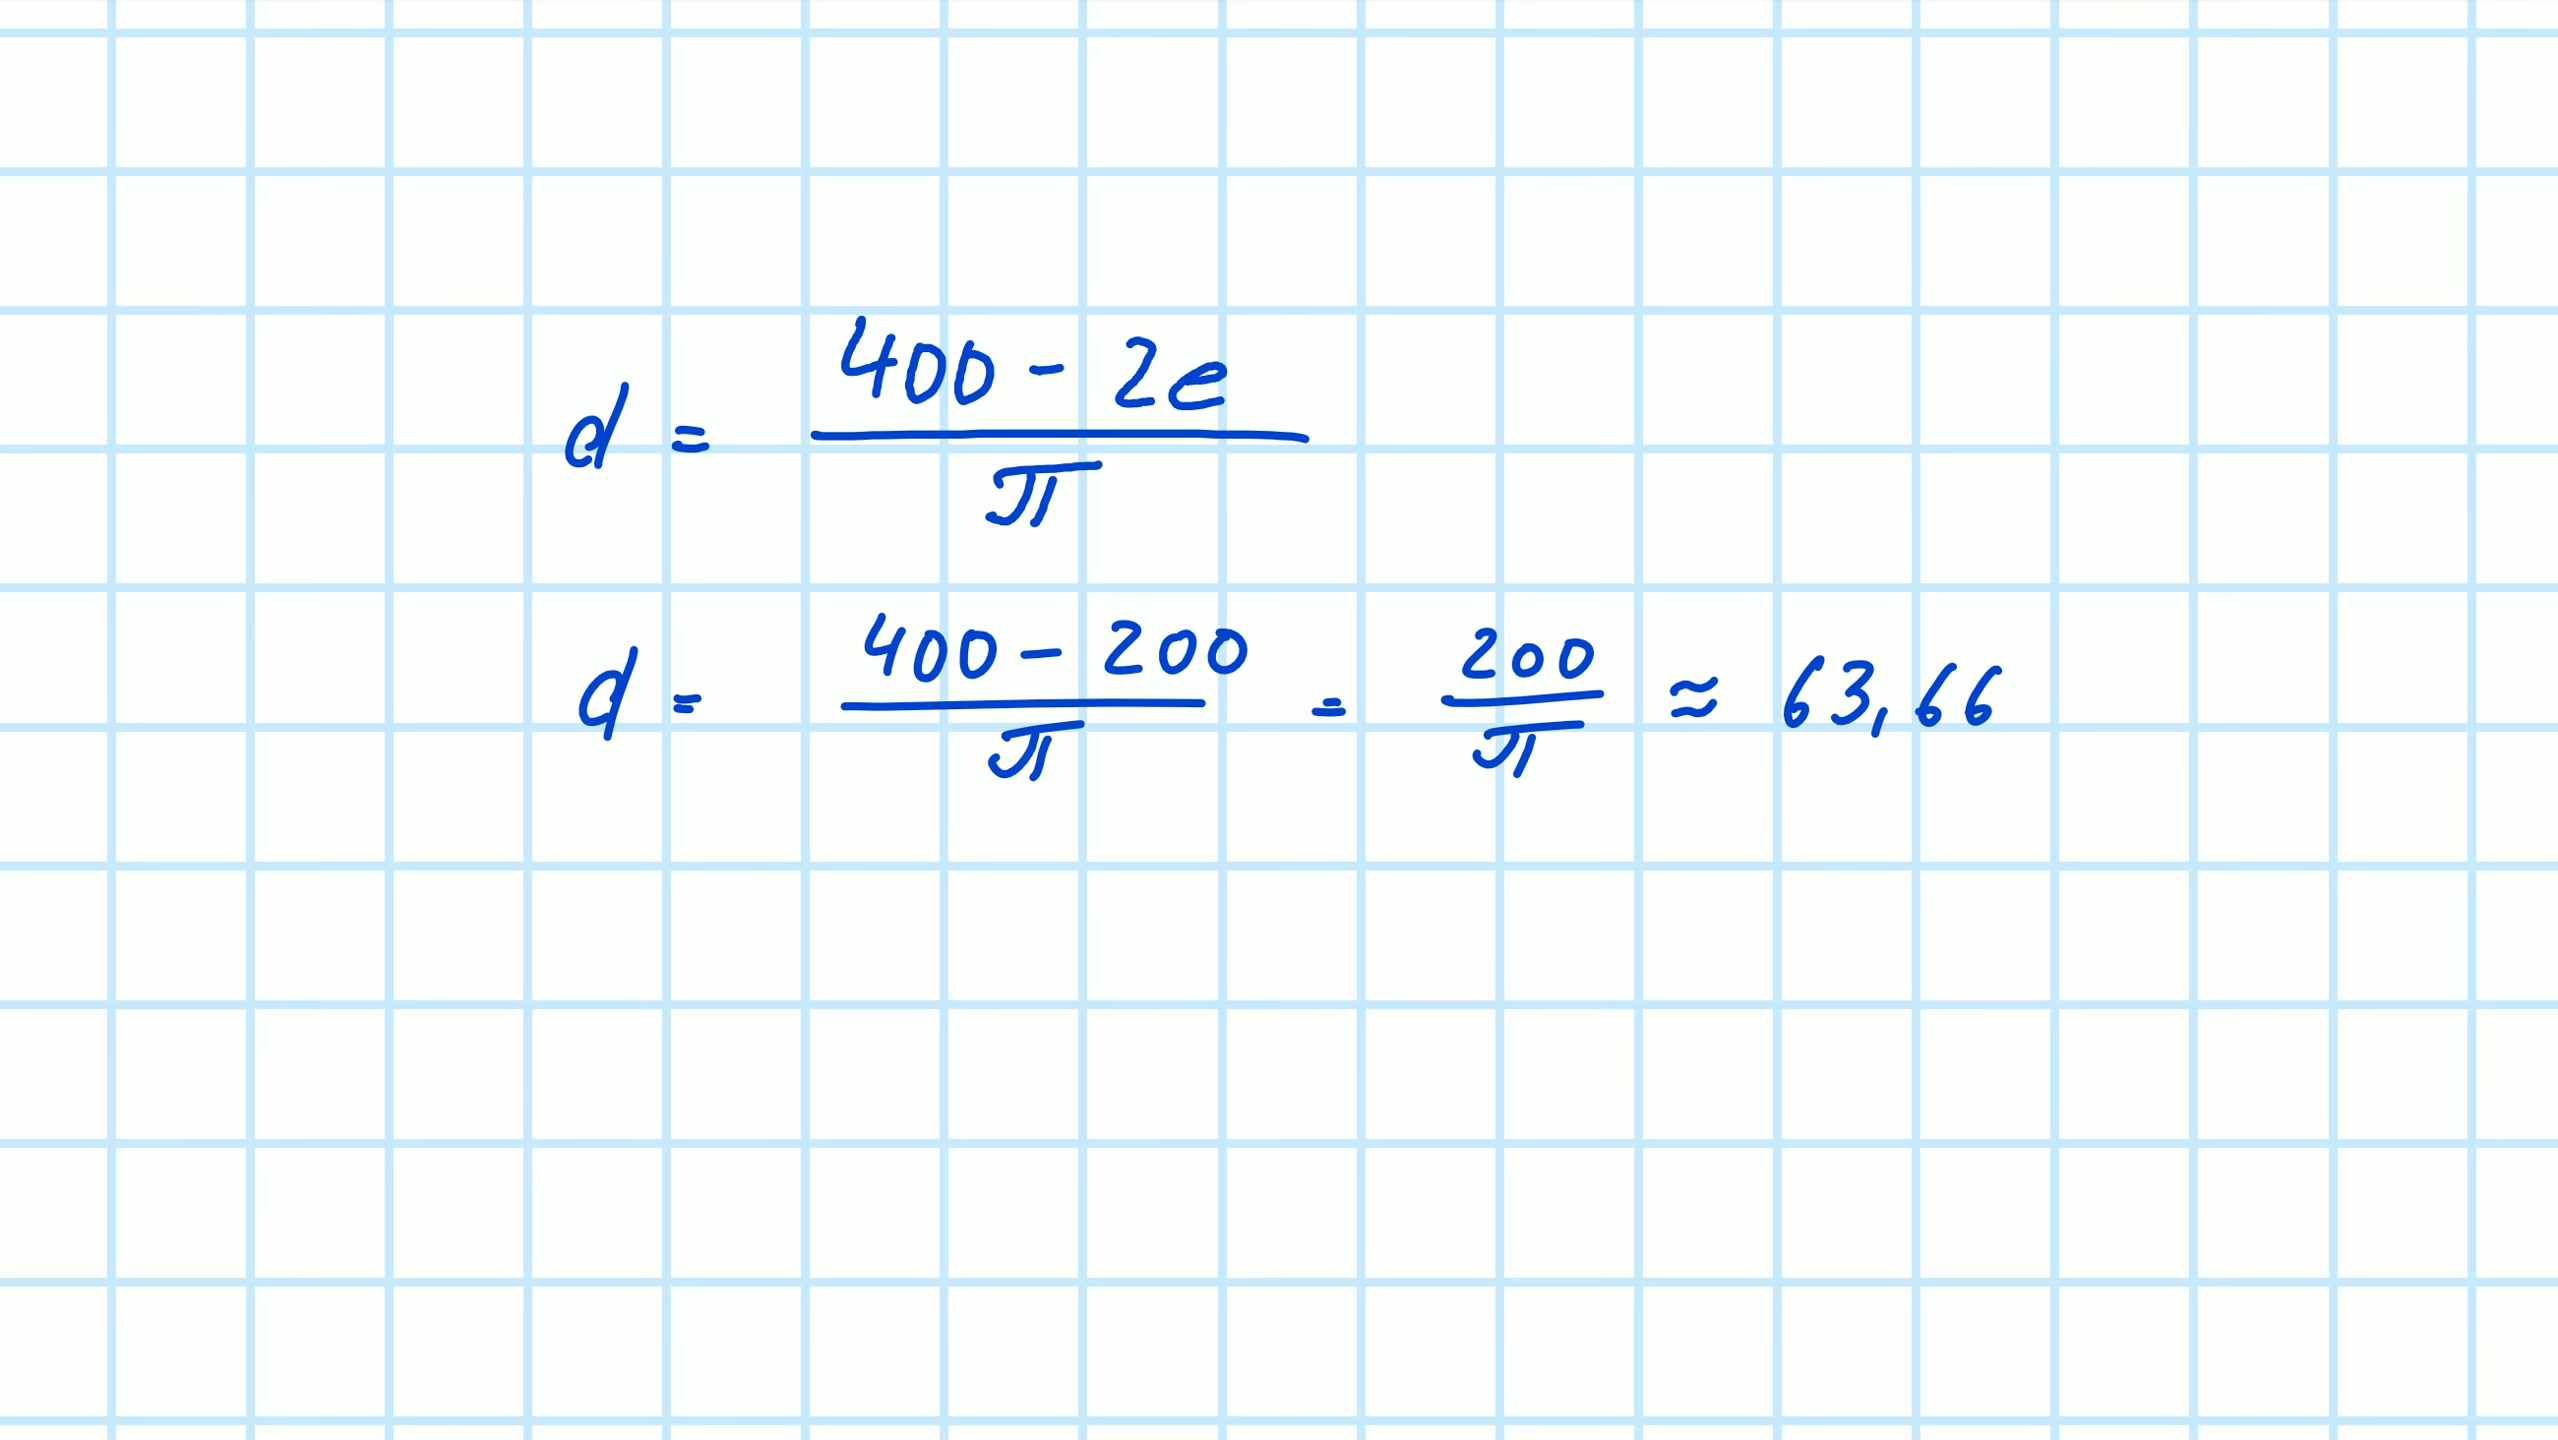 d = (400 - 2e) / π
d = (400 - 200) / π = 200 / π ≈ 63,66